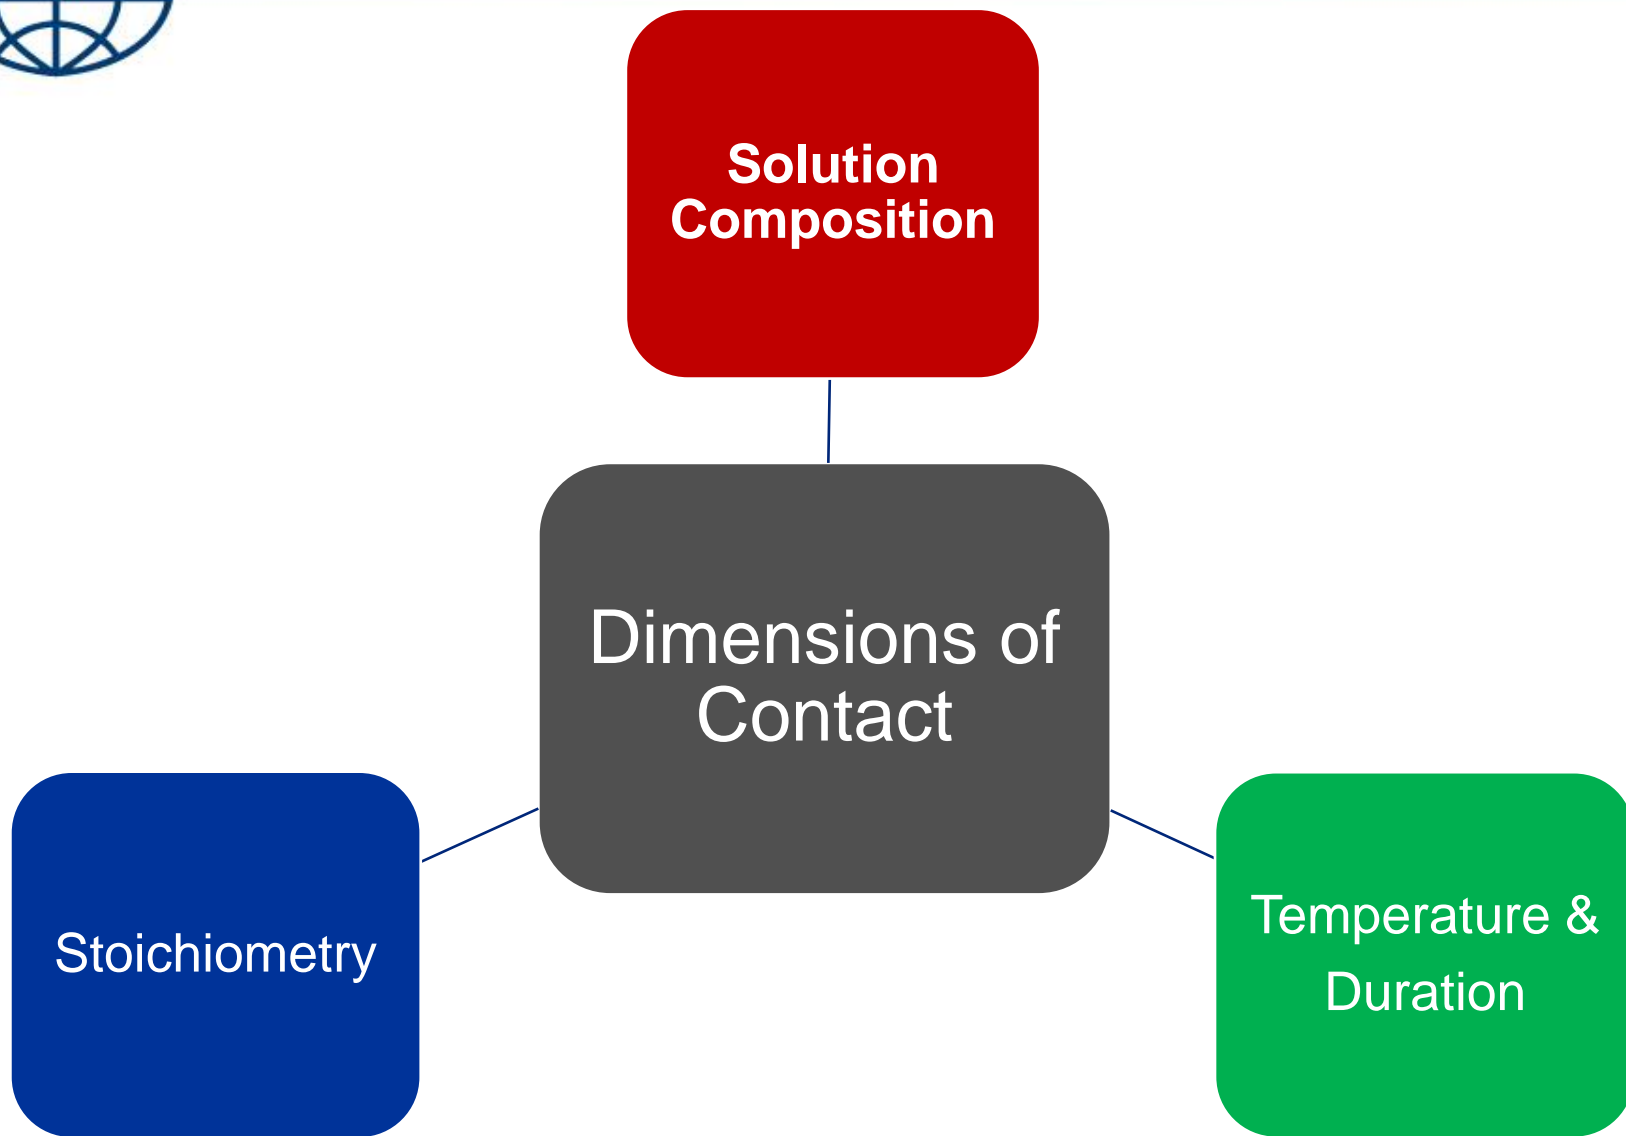 Solution
Composition
Dimensions of
Contact
Stoichiometry
Temperature &
Duration